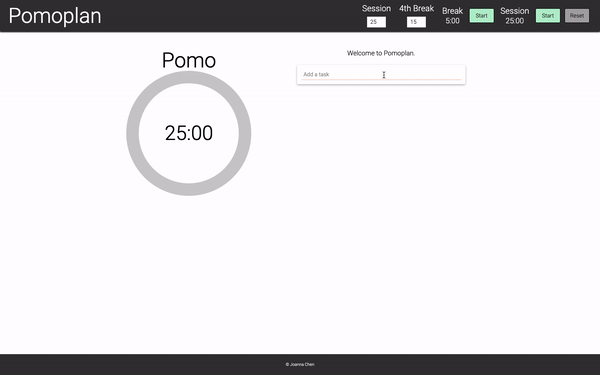 Pomoplan
Session
25
4th Break
15
Break
5:00
Start
Session
25:00
Start
Reset
Pomo
25:00
Welcome to Pomoplan.
Add a task
© Joanna Chen